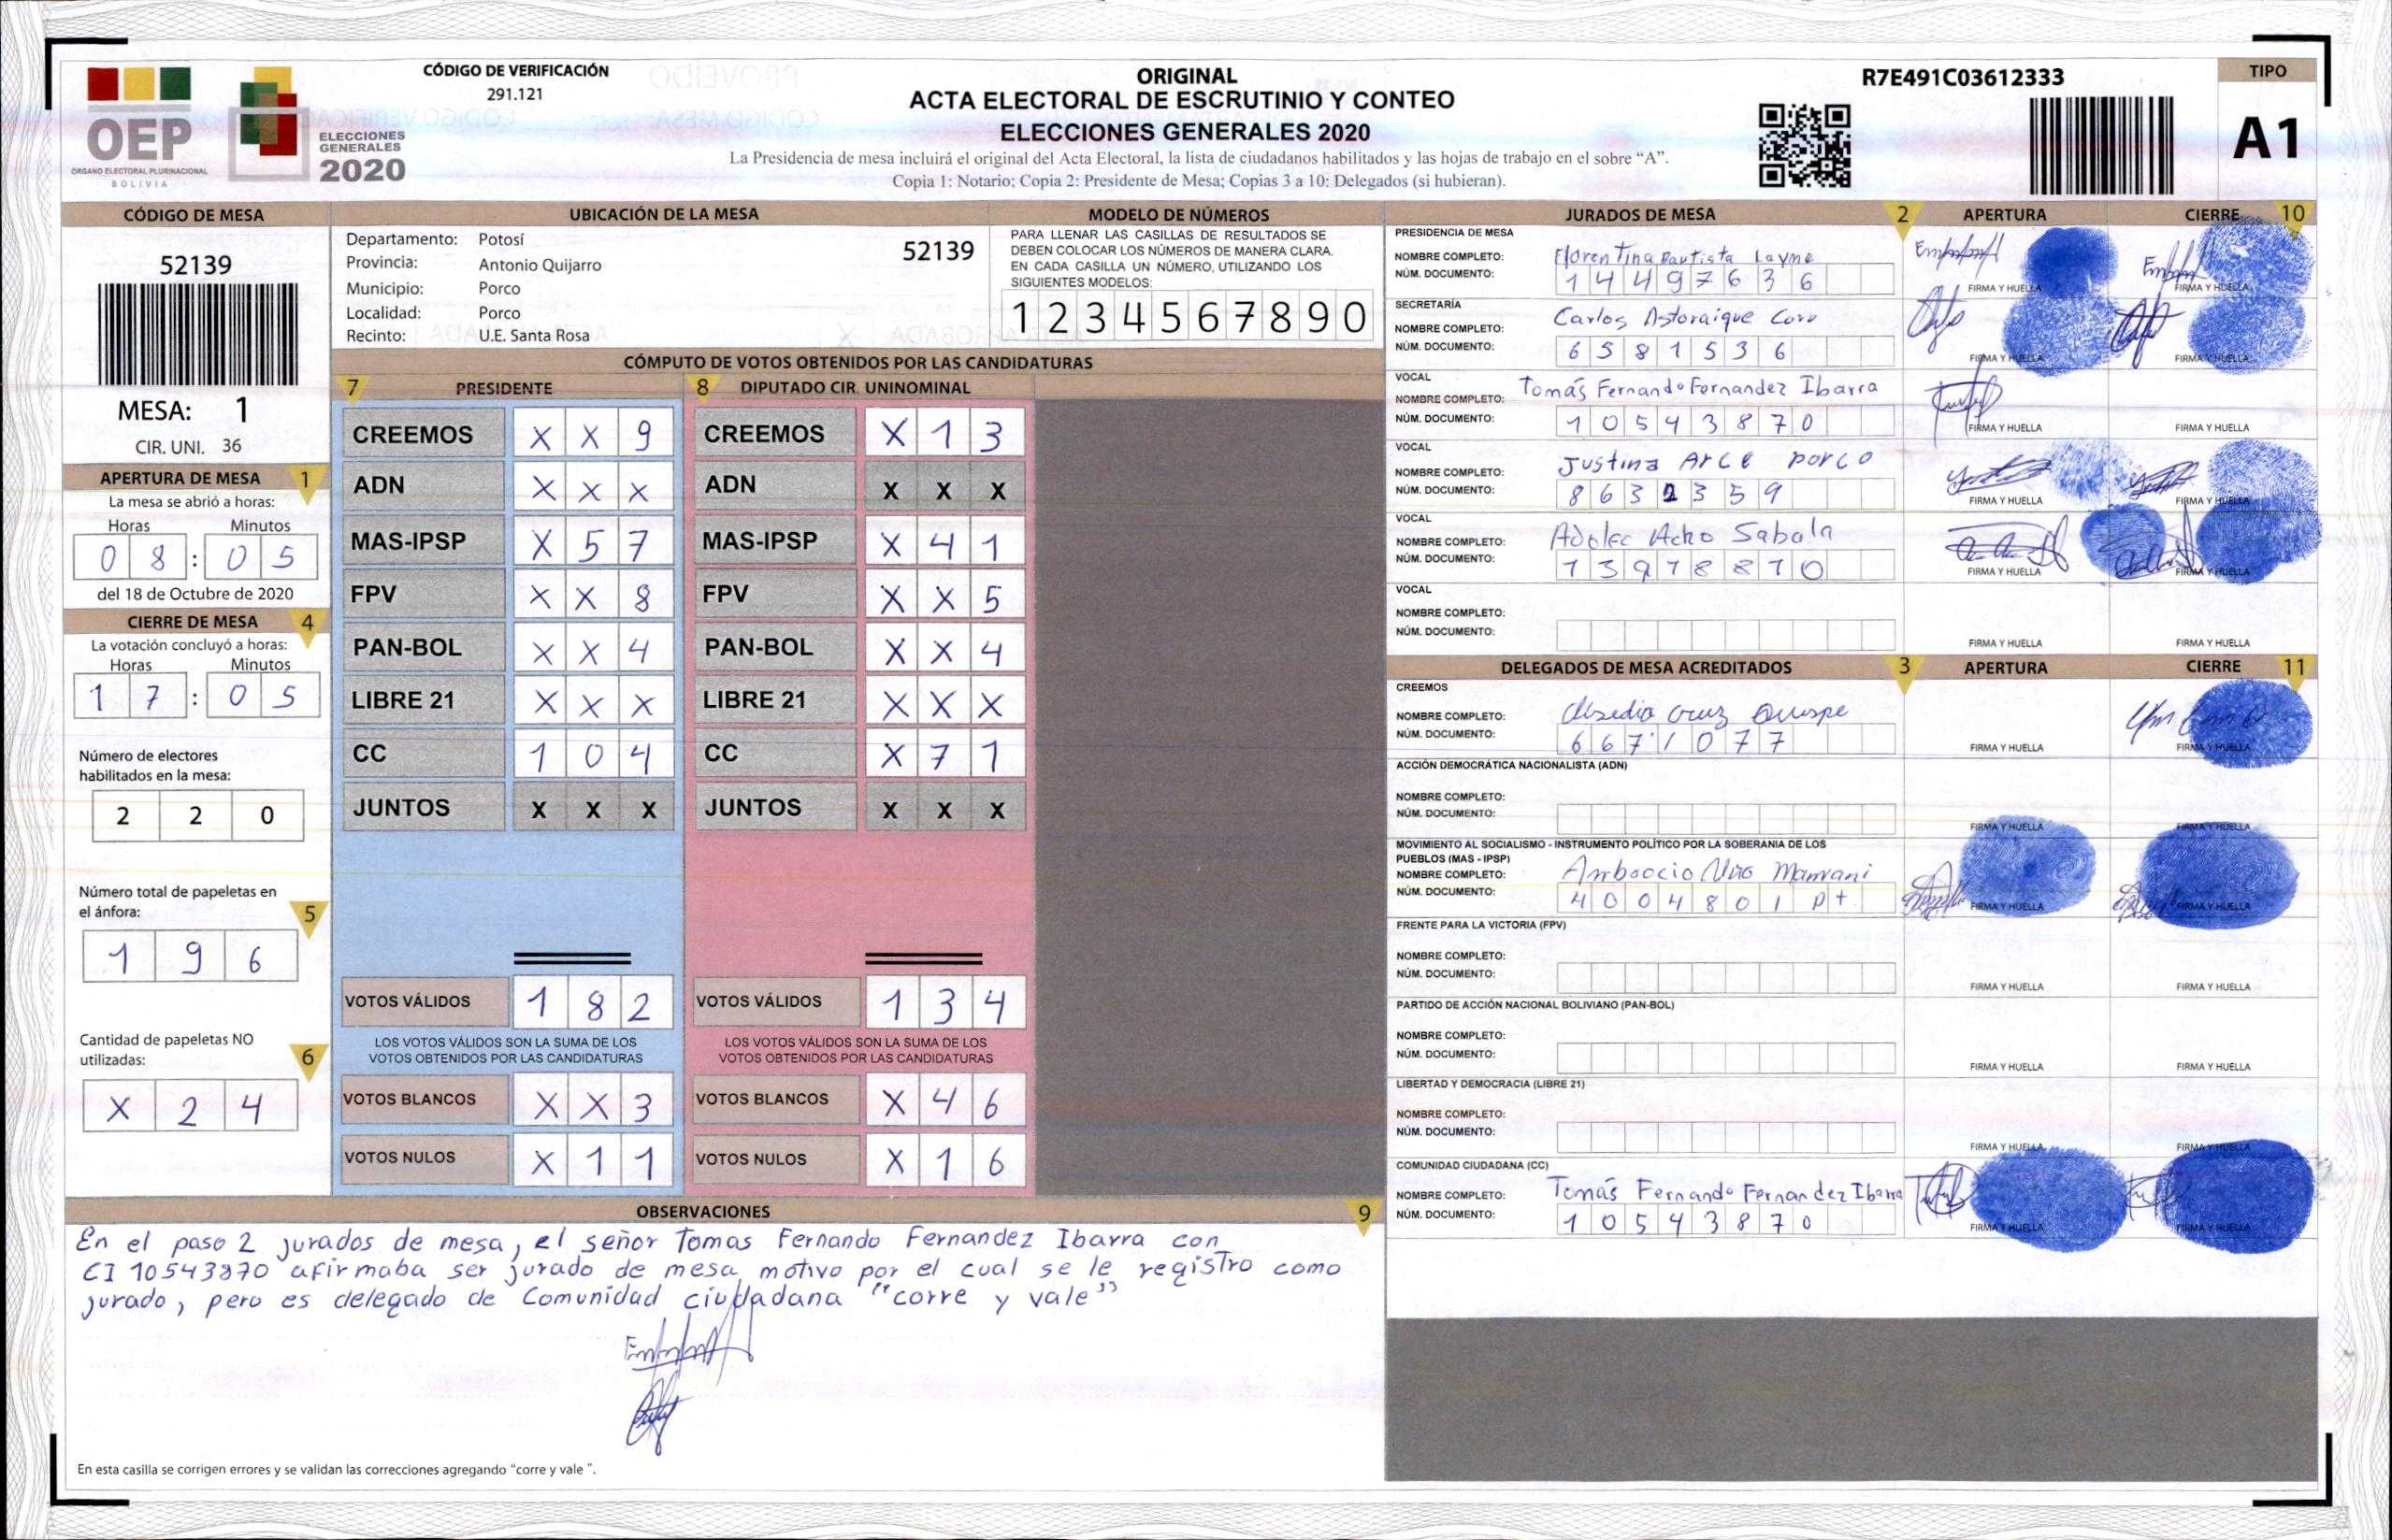 CÓDIGO DE VERIFICACIÓN
291.121
OEP
ÓRGANO ELECTORAL PLURINACIONAL
BOLIVIA
ELECCIONES
GENERALES
2020
ORIGINAL
ACTA ELECTORAL DE ESCRUTINIO Y CONTEO
ELECCIONES GENERALES 2020
La Presidencia de mesa incluirá el original del Acta Electoral, la lista de ciudadanos habilitados y las hojas de trabajo en el sobre “A”.
Copia 1: Notario; Copia 2: Presidente de Mesa; Copias 3 a 10: Delegados (si hubieran).
R7E491C03612333
TIPO
A1
CÓDIGO DE MESA
52139
MESA: 1
CIR. UNI. 36
APERTURA DE MESA 1
La mesa se abrió a horas:
Horas Minutos
0 8 : 0 5
del 18 de Octubre de 2020
CIERRE DE MESA 4
La votación concluyó a horas:
Horas Minutos
1 7 : 0 5
Número de electores
habilitados en la mesa:
2 2 0
Número total de papeletas en
el ánfora: 5
1 9 6
Cantidad de papeletas NO
utilizadas: 6
X 2 4
UBICACIÓN DE LA MESA
Departamento: Potosí
52139
Provincia: Antonio Quijarro
Municipio: Porco
Localidad: Porco
Recinto: U.E. Santa Rosa
MODELO DE NÚMEROS
PARA LLENAR LAS CASILLAS DE RESULTADOS SE
DEBEN COLOCAR LOS NÚMEROS DE MANERA CLARA.
EN CADA CASILLA UN NÚMERO, UTILIZANDO LOS
SIGUIENTES MODELOS:
1 2 3 4 5 6 7 8 9 0
CÓMPUTO DE VOTOS OBTENIDOS POR LAS CANDIDATURAS
7 PRESIDENTE
CREEMOS X X 9
ADN X X X
MAS-IPSP X 5 7
FPV X X 8
PAN-BOL X X 4
LIBRE 21 X X X
CC 1 0 4
JUNTOS X X X
VOTOS VÁLIDOS 1 8 2
LOS VOTOS VÁLIDOS SON LA SUMA DE LOS
VOTOS OBTENIDOS POR LAS CANDIDATURAS
VOTOS BLANCOS X X 3
VOTOS NULOS X 1 1
8 DIPUTADO CIR. UNINOMINAL
CREEMOS X 1 3
ADN X X X
MAS-IPSP X 4 1
FPV X X 5
PAN-BOL X X 4
LIBRE 21 X X X
CC X 7 1
JUNTOS X X X
VOTOS VÁLIDOS 1 3 4
LOS VOTOS VÁLIDOS SON LA SUMA DE LOS
VOTOS OBTENIDOS POR LAS CANDIDATURAS
VOTOS BLANCOS X 4 6
VOTOS NULOS X 1 6
OBSERVACIONES 9
En el paso 2 jurados de mesa, el señor Tomas Fernando Fernandez Ibarra con
CI 10543870 afirmaba ser jurado de mesa motivo por el cual se le registro como
jurado, pero es delegado de Comunidad ciudadana "corre y vale"
En esta casilla se corrigen errores y se validan las correcciones agregando “corre y vale ”.
JURADOS DE MESA 2 APERTURA CIERRE 10
PRESIDENCIA DE MESA
NOMBRE COMPLETO: Florentina Bautista Layme
NÚM. DOCUMENTO: 1 4 4 9 7 6 3 6
FIRMA Y HUELLA FIRMA Y HUELLA
SECRETARÍA
NOMBRE COMPLETO: Carlos
NÚM. DOCUMENTO: 6 5 8 1 5 3 6
FIRMA Y HUELLA FIRMA Y HUELLA
VOCAL
NOMBRE COMPLETO: Tomás Fernando Fernandez Ibarra
NÚM. DOCUMENTO: 1 0 5 4 3 8 7 0
FIRMA Y HUELLA FIRMA Y HUELLA
VOCAL
NOMBRE COMPLETO: Justina Arce porco
NÚM. DOCUMENTO: 8 6 3 2 3 5 9
FIRMA Y HUELLA FIRMA Y HUELLA
VOCAL
NOMBRE COMPLETO: Acho Sabala
NÚM. DOCUMENTO: 1 3 9 7 8 8 7 0
FIRMA Y HUELLA FIRMA Y HUELLA
VOCAL
NOMBRE COMPLETO:
NÚM. DOCUMENTO:
FIRMA Y HUELLA FIRMA Y HUELLA
DELEGADOS DE MESA ACREDITADOS 3 APERTURA CIERRE 11
CREEMOS
NOMBRE COMPLETO: Cruz Quispe
NÚM. DOCUMENTO: 6 6 7 1 0 7 7
FIRMA Y HUELLA FIRMA Y HUELLA
ACCIÓN DEMOCRÁTICA NACIONALISTA (ADN)
NOMBRE COMPLETO:
NÚM. DOCUMENTO:
FIRMA Y HUELLA FIRMA Y HUELLA
MOVIMIENTO AL SOCIALISMO - INSTRUMENTO POLÍTICO POR LA SOBERANIA DE LOS
PUEBLOS (MAS - IPSP)
NOMBRE COMPLETO: Mamani
NÚM. DOCUMENTO: 4 0 0 4 8 0 1 P t
FIRMA Y HUELLA FIRMA Y HUELLA
FRENTE PARA LA VICTORIA (FPV)
NOMBRE COMPLETO:
NÚM. DOCUMENTO:
FIRMA Y HUELLA FIRMA Y HUELLA
PARTIDO DE ACCIÓN NACIONAL BOLIVIANO (PAN-BOL)
NOMBRE COMPLETO:
NÚM. DOCUMENTO:
FIRMA Y HUELLA FIRMA Y HUELLA
LIBERTAD Y DEMOCRACIA (LIBRE 21)
NOMBRE COMPLETO:
NÚM. DOCUMENTO:
FIRMA Y HUELLA FIRMA Y HUELLA
COMUNIDAD CIUDADANA (CC)
NOMBRE COMPLETO: Tomás Fernando Fernandez Ibarra
NÚM. DOCUMENTO: 1 0 5 4 3 8 7 0
FIRMA Y HUELLA FIRMA Y HUELLA